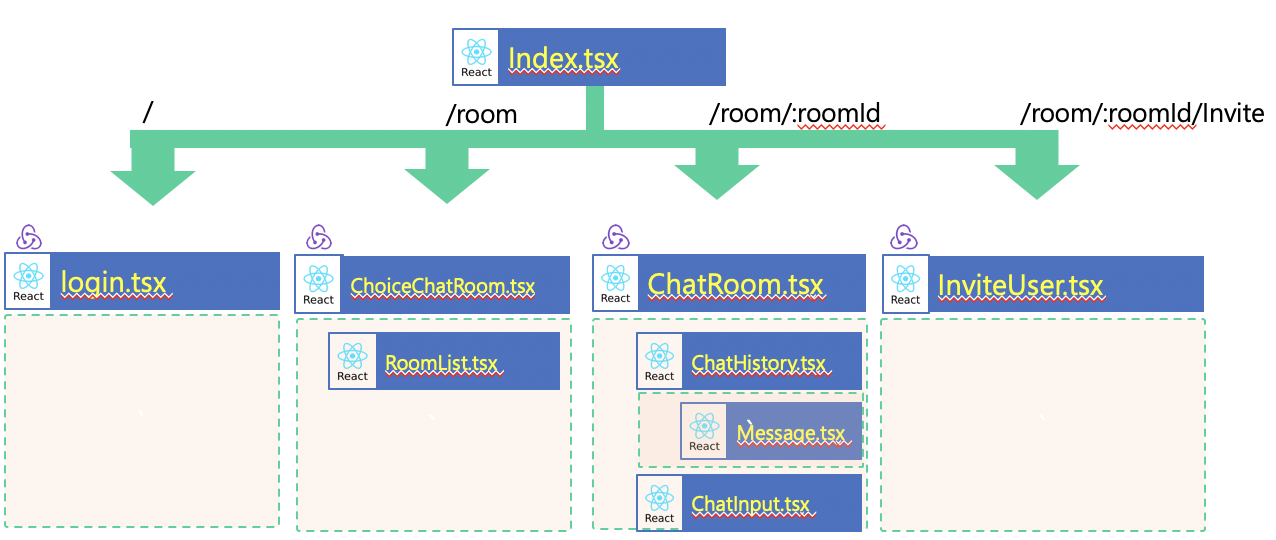 React
Index.tsx
/
/room
/room/:roomId
/room/:roomId/Invite
React
login.tsx
React
ChoiceChatRoom.tsx
React
ChatRoom.tsx
React
InviteUser.tsx
React
RoomList.tsx
React
ChatHistory.tsx
React
Message.tsx
React
ChatInput.tsx